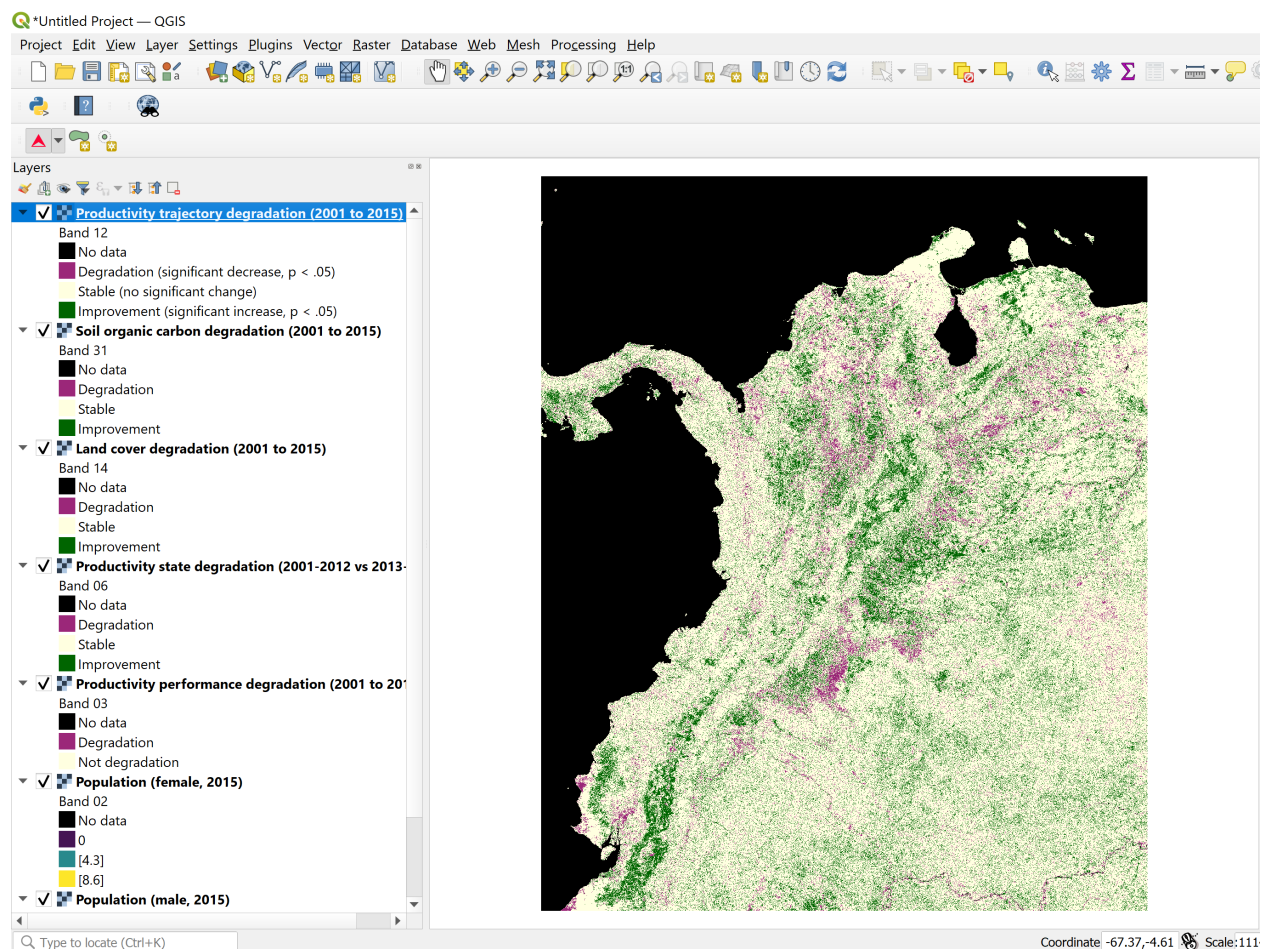 *Untitled Project — QGIS
Project Edit View Layer Settings Plugins Vector Raster Database Web Mesh Processing Help
Layers
Productivity trajectory degradation (2001 to 2015)
Band 12
No data
Degradation (significant decrease, p < .05)
Stable (no significant change)
Improvement (significant increase, p < .05)
Soil organic carbon degradation (2001 to 2015)
Band 31
No data
Degradation
Stable
Improvement
Land cover degradation (2001 to 2015)
Band 14
No data
Degradation
Stable
Improvement
Productivity state degradation (2001-2012 vs 2013-
Band 06
No data
Degradation
Stable
Improvement
Productivity performance degradation (2001 to 201
Band 03
No data
Degradation
Not degradation
Population (female, 2015)
Band 02
No data
0
[4.3]
[8.6]
Population (male, 2015)
Type to locate (Ctrl+K) Coordinate -67.37,-4.61 Scale:111